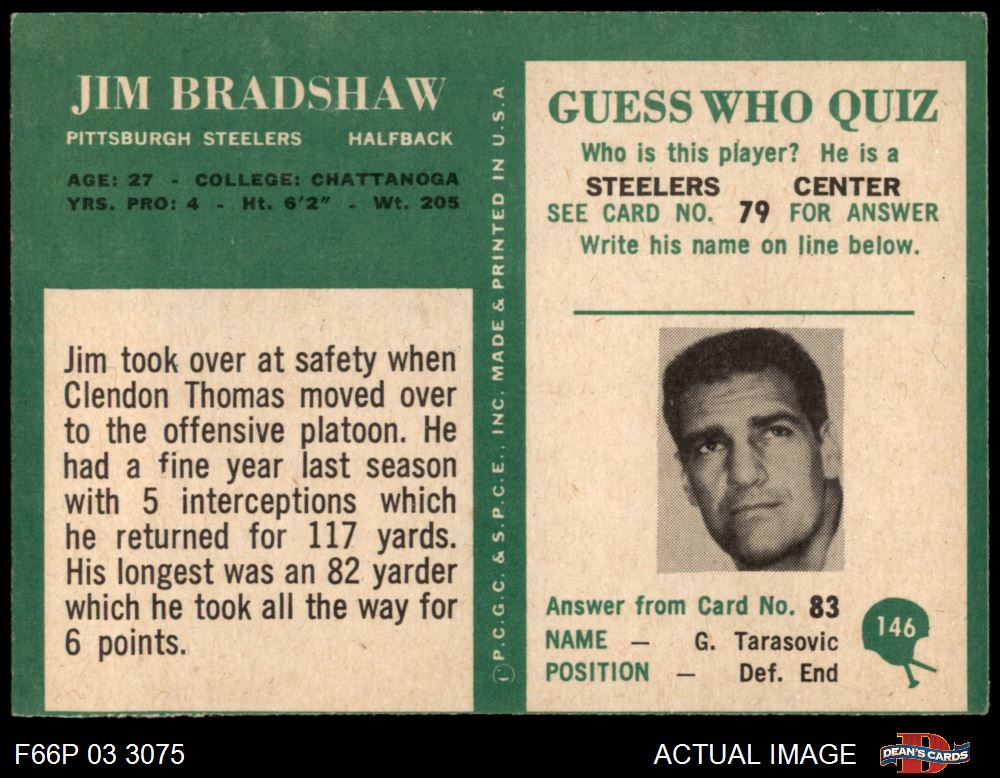 JIM BRADSHAW
PITTSBURGH STEELERS HALFBACK
AGE: 27 - COLLEGE: CHATTANOGA
YRS. PRO: 4 - Ht. 6'2" - Wt. 205
Jim took over at safety when
Clendon Thomas moved over
to the offensive platoon. He
had a fine year last season
with 5 interceptions which
he returned for 117 yards.
His longest was an 82 yarder
which he took all the way for
6 points.
© P.C.G.C. & S.P.C.E., INC. MADE & PRINTED IN U.S.A.
GUESS WHO QUIZ
Who is this player? He is a
STEELERS CENTER
SEE CARD NO. 79 FOR ANSWER
Write his name on line below.
Answer from Card No. 83
NAME — G. Tarasovic
POSITION — Def. End
146
F66P 03 3075
ACTUAL IMAGE
D
DEAN'S CARDS